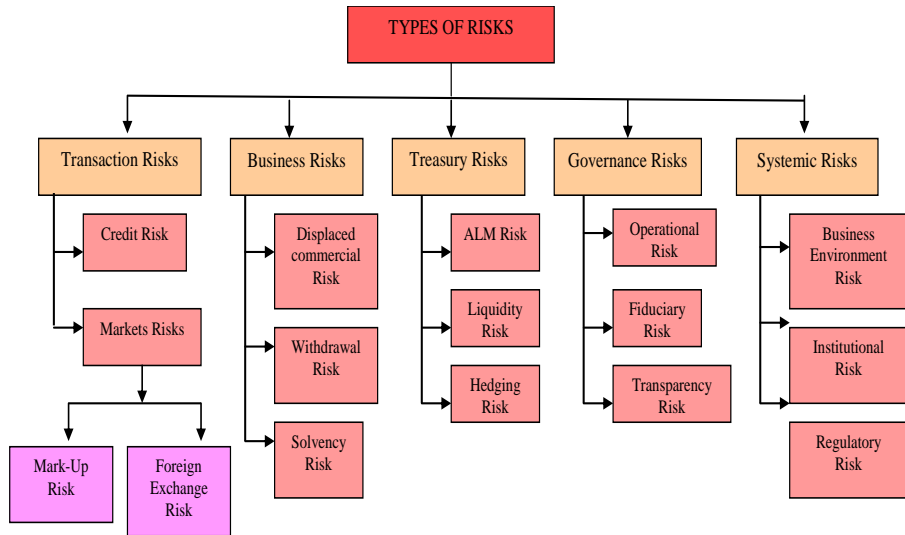 TYPES OF RISKS
Transaction Risks
Business Risks
Treasury Risks
Governance Risks
Systemic Risks
Credit Risk
Markets Risks
Mark-Up
Risk
Foreign
Exchange
Risk
Displaced
commercial
Risk
Withdrawal
Risk
Solvency
Risk
ALM Risk
Liquidity
Risk
Hedging
Risk
Operational
Risk
Fiduciary
Risk
Transparency
Risk
Business
Environment
Risk
Institutional
Risk
Regulatory
Risk